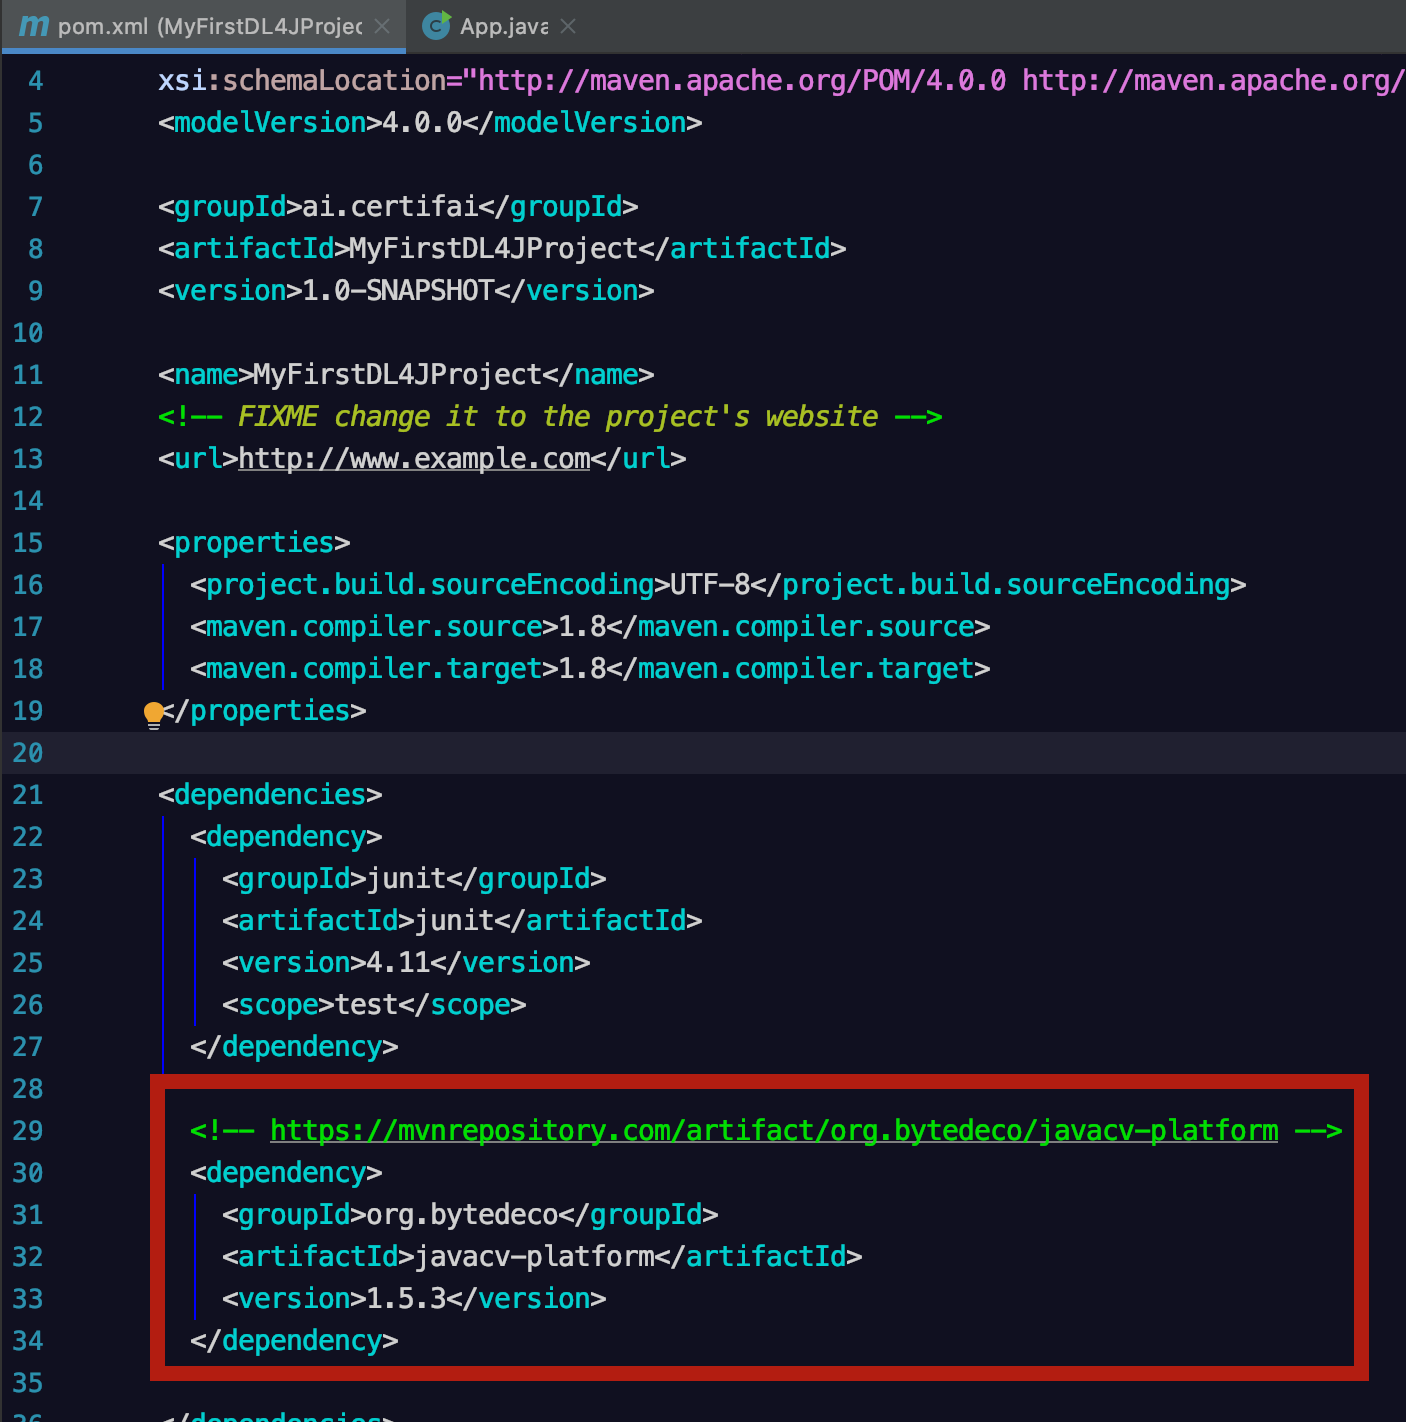 m pom.xml (MyFirstDL4JProjec
App.java
4 xsi:schemaLocation="http://maven.apache.org/POM/4.0.0 http://maven.apache.org/
5 <modelVersion>4.0.0</modelVersion>
6
7 <groupId>ai.certifai</groupId>
8 <artifactId>MyFirstDL4JProject</artifactId>
9 <version>1.0-SNAPSHOT</version>
10
11 <name>MyFirstDL4JProject</name>
12 <!-- FIXME change it to the project's website -->
13 <url>http://www.example.com</url>
14
15 <properties>
16 <project.build.sourceEncoding>UTF-8</project.build.sourceEncoding>
17 <maven.compiler.source>1.8</maven.compiler.source>
18 <maven.compiler.target>1.8</maven.compiler.target>
19 </properties>
20
21 <dependencies>
22 <dependency>
23 <groupId>junit</groupId>
24 <artifactId>junit</artifactId>
25 <version>4.11</version>
26 <scope>test</scope>
27 </dependency>
28
29 <!-- https://mvnrepository.com/artifact/org.bytedeco/javacv-platform -->
30 <dependency>
31 <groupId>org.bytedeco</groupId>
32 <artifactId>javacv-platform</artifactId>
33 <version>1.5.3</version>
34 </dependency>
35
36 </dependencies>